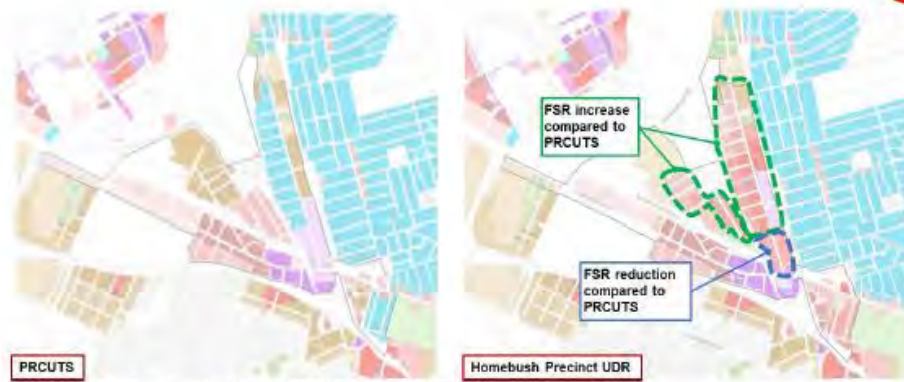 FSR increase
compared to
PRCUTS
FSR reduction
compared to
PRCUTS
PRCUTS
Homebush Precinct UDR